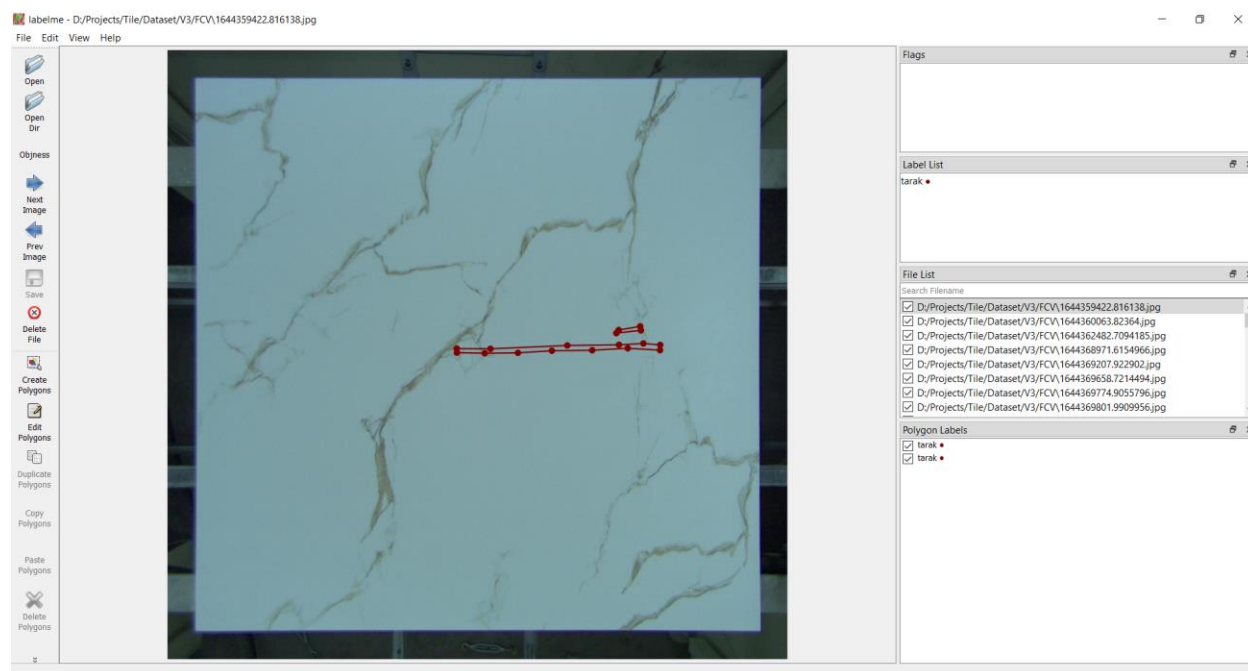 labelme - D:/Projects/Tile/Dataset/V3/FCV\1644359422.816138.jpg
File Edit View Help
Open
Open
Dir
Objness
Next
Image
Prev
Image
Save
Delete
File
Create
Polygons
Edit
Polygons
Duplicate
Polygons
Copy
Polygons
Paste
Polygons
Delete
Polygons
Flags
Label List
tarak
File List
Search Filename
D:/Projects/Tile/Dataset/V3/FCV\1644359422.816138.jpg
D:/Projects/Tile/Dataset/V3/FCV\1644360063.82364.jpg
D:/Projects/Tile/Dataset/V3/FCV\1644362482.7094185.jpg
D:/Projects/Tile/Dataset/V3/FCV\1644368971.6154966.jpg
D:/Projects/Tile/Dataset/V3/FCV\1644369207.922902.jpg
D:/Projects/Tile/Dataset/V3/FCV\1644369658.7214494.jpg
D:/Projects/Tile/Dataset/V3/FCV\1644369774.9055796.jpg
D:/Projects/Tile/Dataset/V3/FCV\1644369801.9909956.jpg
Polygon Labels
tarak
tarak